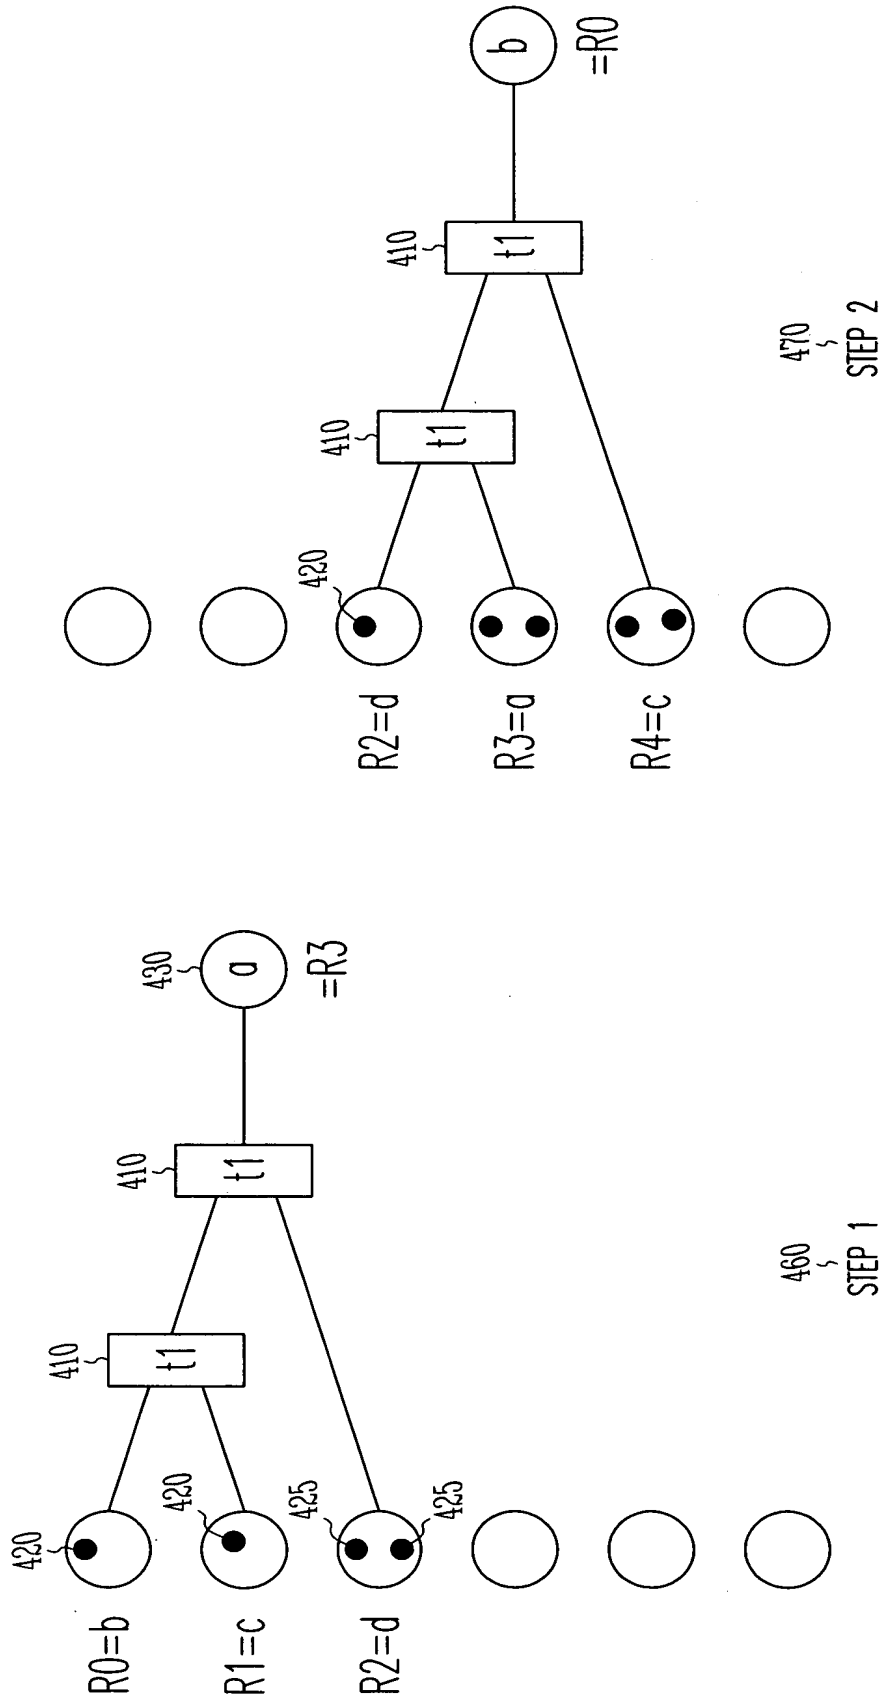 420
R0=b
410
t1
410
t1
430
a
=R3
420
R1=c
425
425
R2=d
460
STEP 1
R2=d
420
410
t1
410
t1
b
=R0
R3=a
R4=c
470
STEP 2